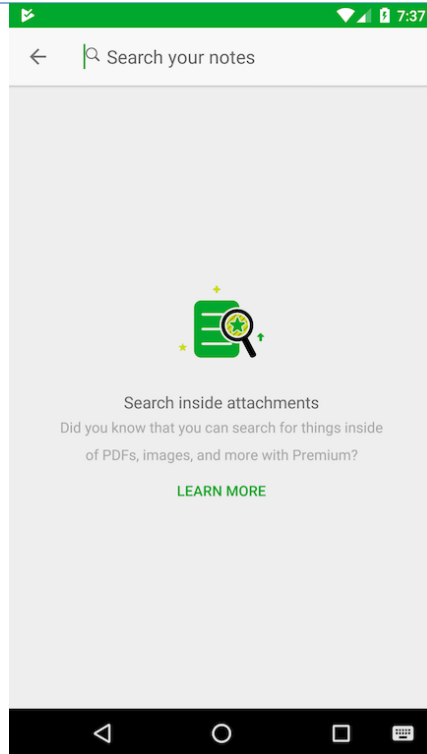 7:37
Search your notes
Search inside attachments
Did you know that you can search for things inside
of PDFs, images, and more with Premium?
LEARN MORE